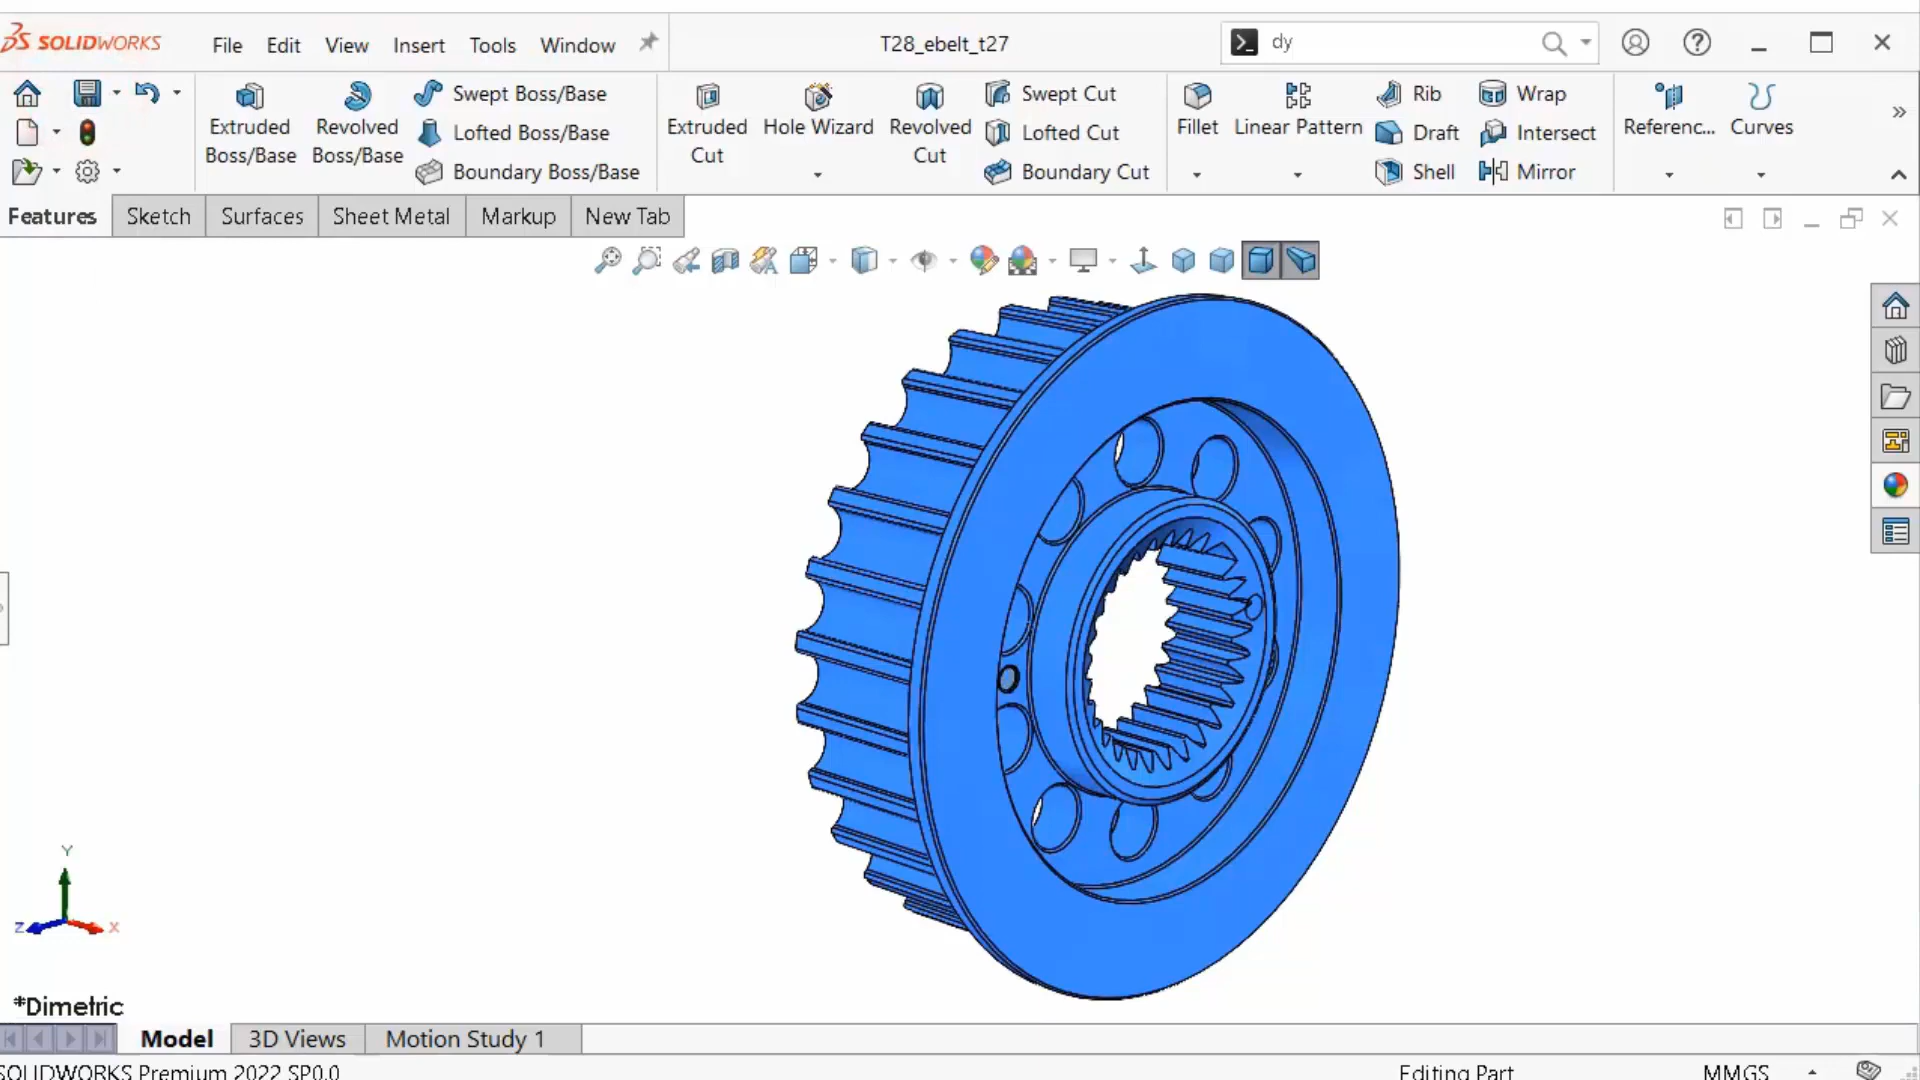 SOLIDWORKS File Edit View Insert Tools Window T28_ebelt_t27 dy
Extruded Boss/Base
Revolved Boss/Base
Swept Boss/Base
Lofted Boss/Base
Boundary Boss/Base
Extruded Cut
Hole Wizard
Revolved Cut
Swept Cut
Lofted Cut
Boundary Cut
Fillet
Linear Pattern
Rib
Draft
Shell
Wrap
Intersect
Mirror
Referenc...
Curves
Features Sketch Surfaces Sheet Metal Markup New Tab
Y
Z X
*Dimetric
Model 3D Views Motion Study 1
SOLIDWORKS Premium 2022 SP0.0 Editing Part MMGS